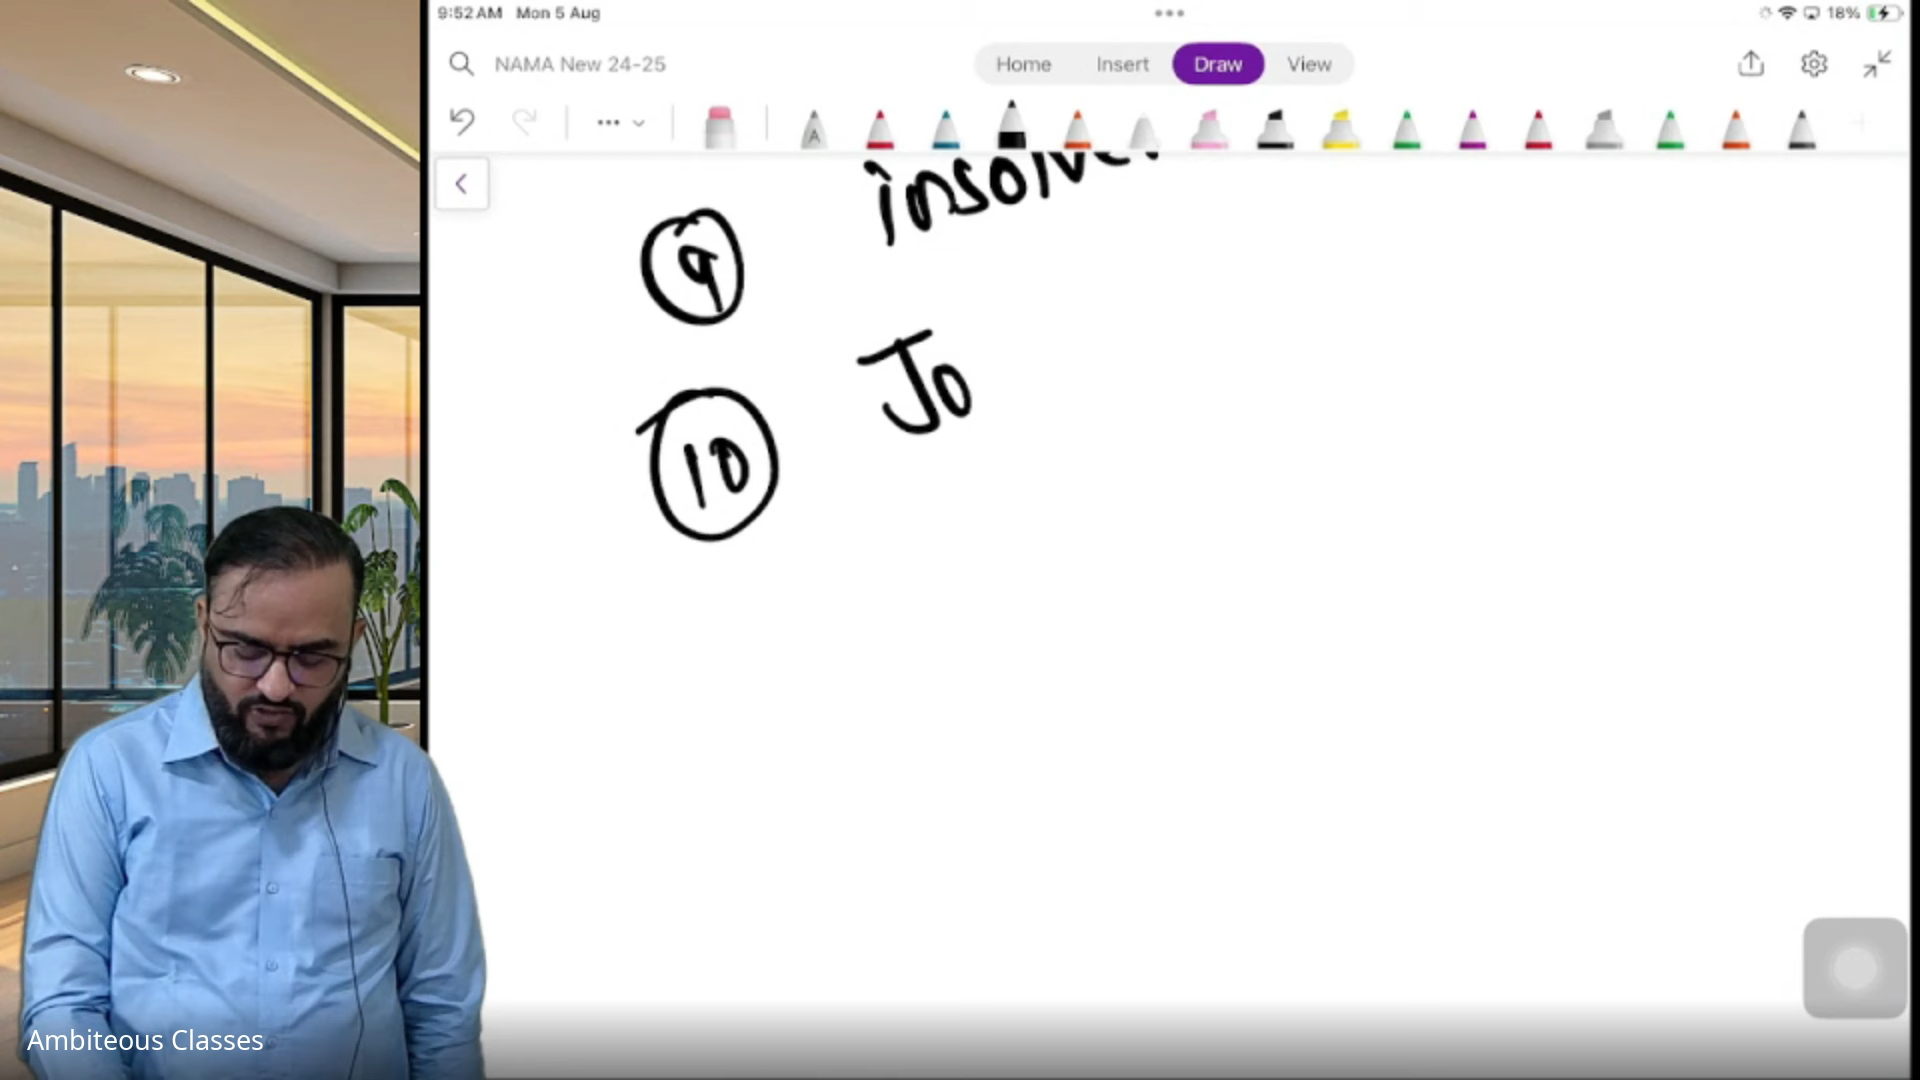 9:52 AM Mon 5 Aug
18%
NAMA New 24-25
Home Insert Draw View
A
9
Jo
10
Ambiteous Classes